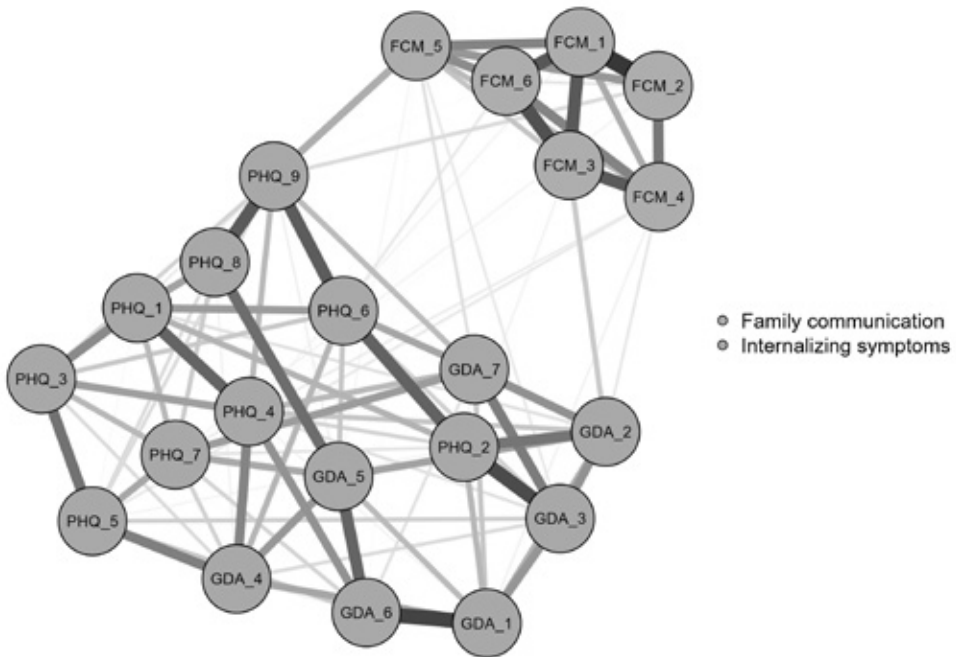 FCM_5
FCM_1
FCM_6
FCM_2
FCM_3
FCM_4
PHQ_9
PHQ_8
PHQ_1
PHQ_6
Family communication
Internalizing symptoms
PHQ_3
GDA_7
PHQ_4
GDA_2
PHQ_7
PHQ_2
GDA_5
PHQ_5
GDA_3
GDA_4
GDA_6
GDA_1